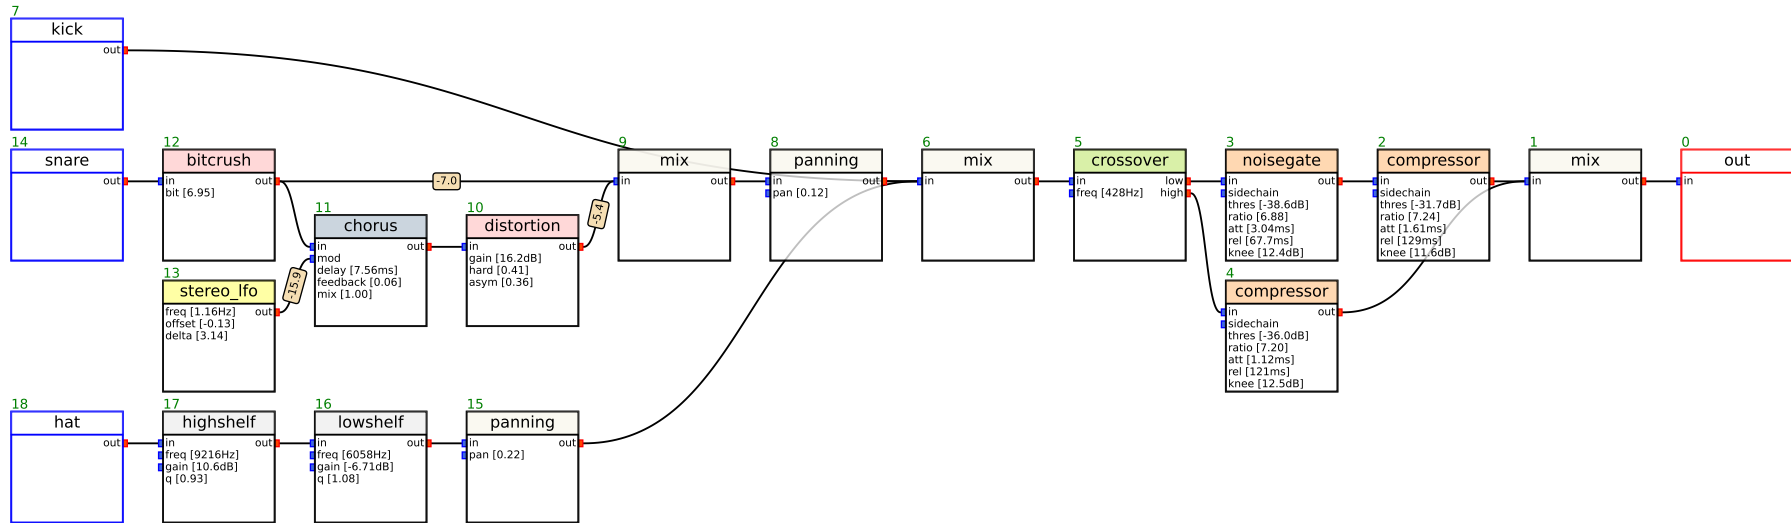 7
kick
out
14
snare
out
12
bitcrush
in out
bit [6.95]
-7.0
13
stereo_lfo
freq [1.16Hz] out
offset [-0.13]
delta [3.14]
-15.9
11
chorus
in out
mod
delay [7.56ms]
feedback [0.06]
mix [1.00]
10
distortion
in out
gain [16.2dB]
hard [0.41]
asym [0.36]
-5.4
9
mix
in out
8
panning
in out
pan [0.12]
6
mix
in out
5
crossover
in low
freq [428Hz] high
3
noisegate
in out
sidechain
thres [-38.6dB]
ratio [6.88]
att [3.04ms]
rel [67.7ms]
knee [12.4dB]
2
compressor
in out
sidechain
thres [-31.7dB]
ratio [7.24]
att [1.61ms]
rel [129ms]
knee [11.6dB]
4
compressor
in out
sidechain
thres [-36.0dB]
ratio [7.20]
att [1.12ms]
rel [121ms]
knee [12.5dB]
1
mix
in out
0
out
in
18
hat
out
17
highshelf
in out
freq [9216Hz]
gain [10.6dB]
q [0.93]
16
lowshelf
in out
freq [6058Hz]
gain [-6.71dB]
q [1.08]
15
panning
in out
pan [0.22]